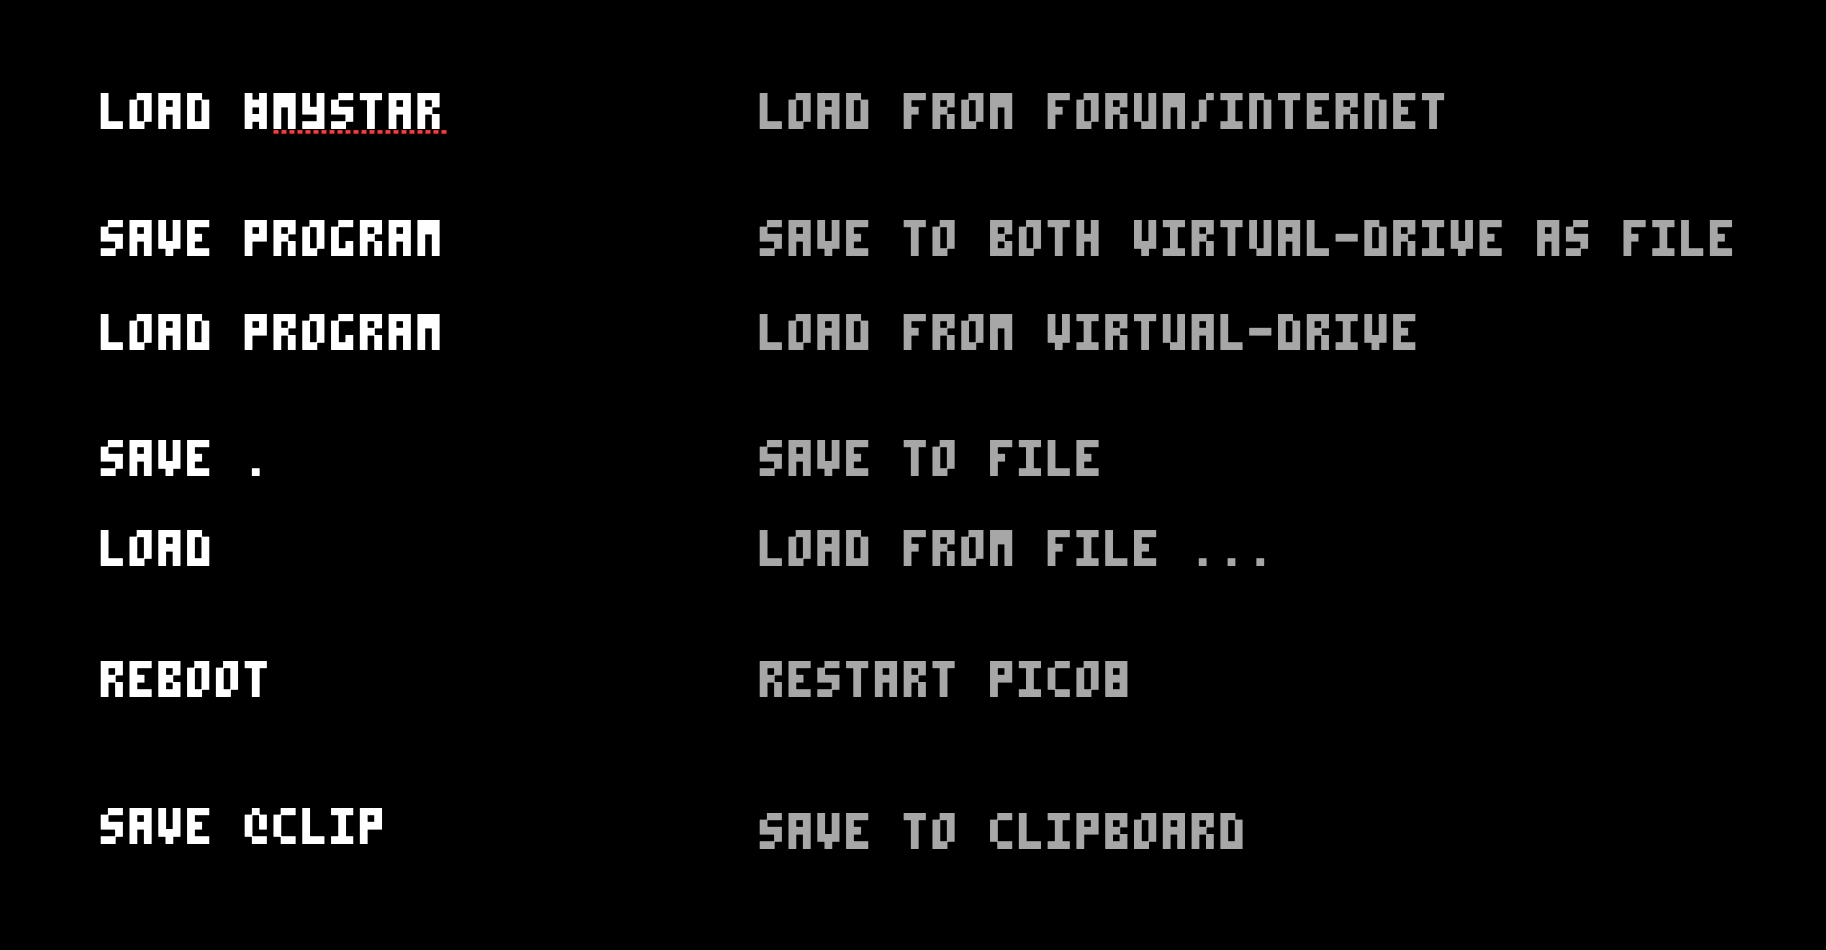 LOAD #MYSTAR LOAD FROM FORUM/INTERNET
SAVE PROGRAM SAVE TO BOTH VIRTUAL-DRIVE AS FILE
LOAD PROGRAM LOAD FROM VIRTUAL-DRIVE
SAVE . SAVE TO FILE
LOAD LOAD FROM FILE ...
REBOOT RESTART PICO8
SAVE @CLIP SAVE TO CLIPBOARD